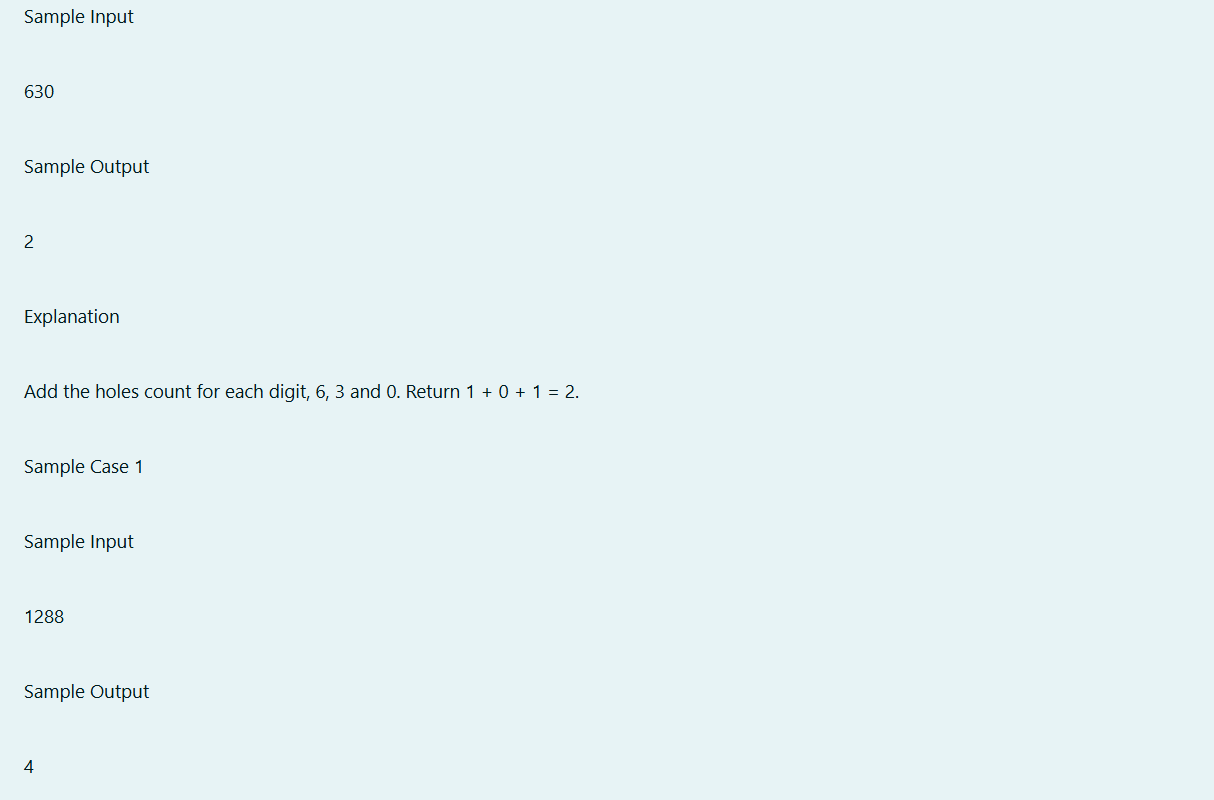 Sample Input
630
Sample Output
2
Explanation
Add the holes count for each digit, 6, 3 and 0. Return 1 + 0 + 1 = 2.
Sample Case 1
Sample Input
1288
Sample Output
4